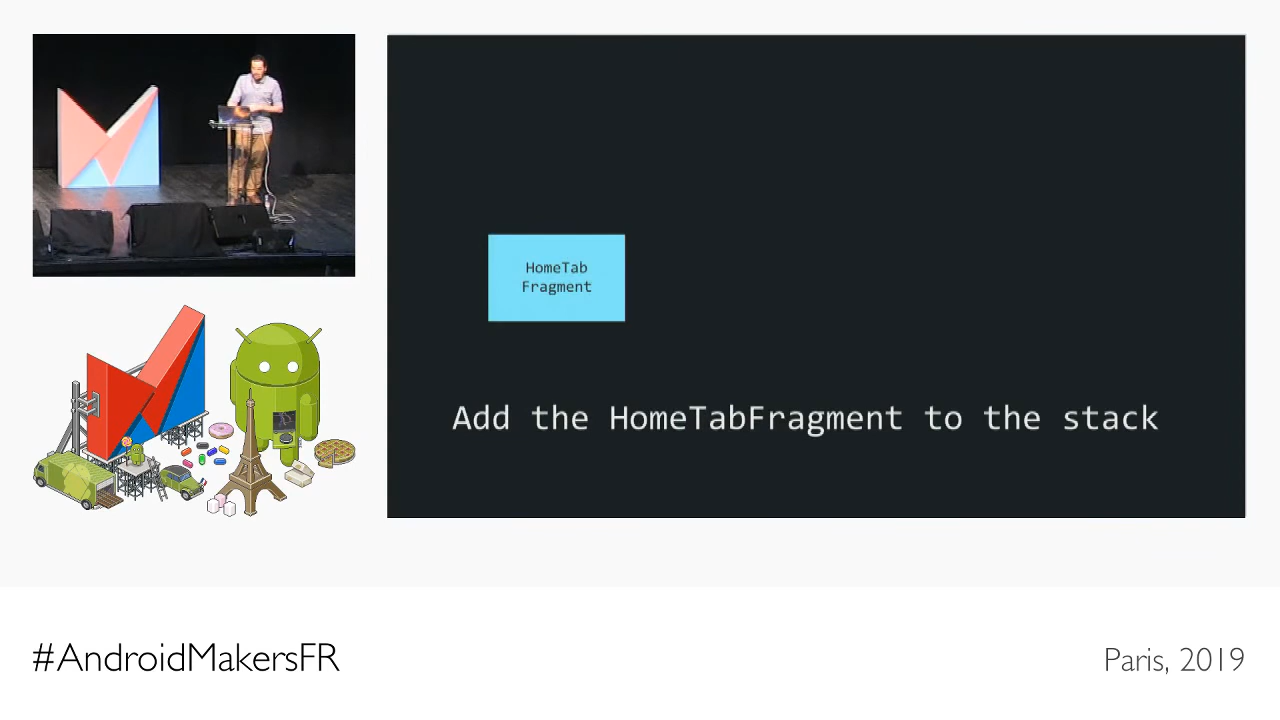 HomeTab
Fragment
Add the HomeTabFragment to the stack
#AndroidMakersFR
Paris, 2019